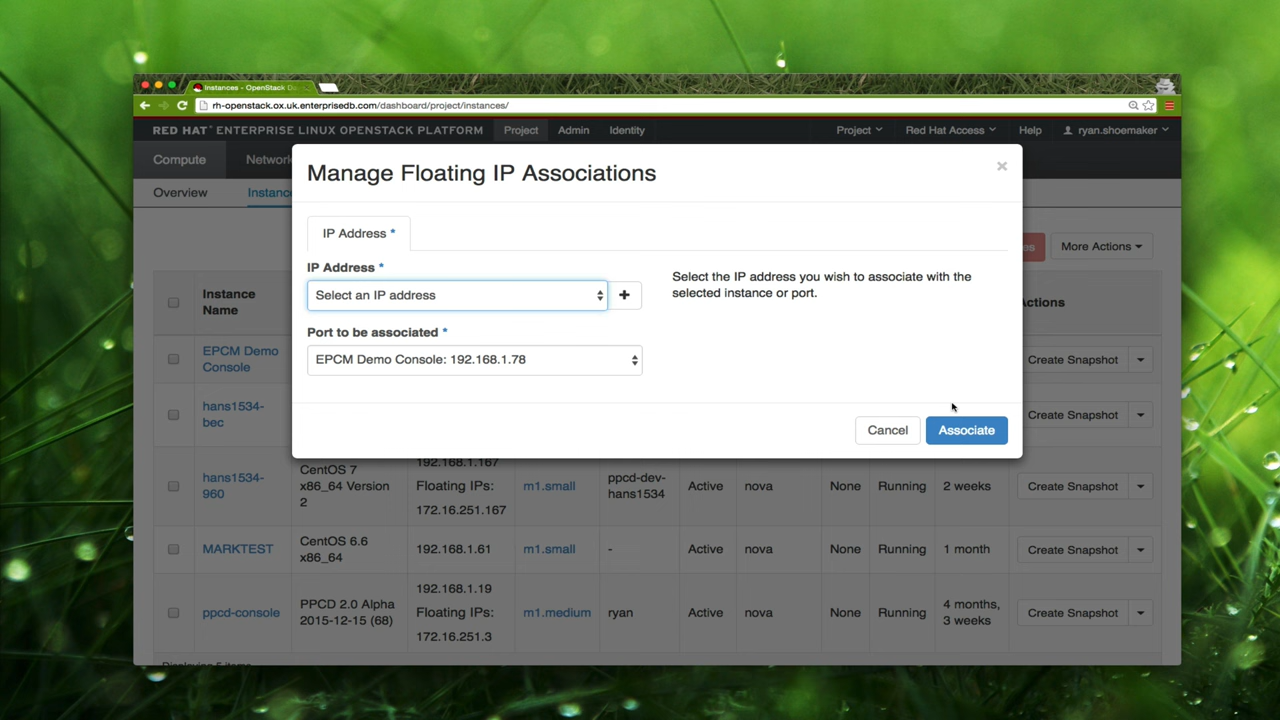 Instances - OpenStack Da
rh-openstack.ox.uk.enterprisedb.com/dashboard/project/instances/
RED HAT ENTERPRISE LINUX OPENSTACK PLATFORM Project Admin Identity Project Red Hat Access Help ryan.shoemaker
Compute Network
Overview Instanc
Manage Floating IP Associations ×
IP Address *
IP Address *
Select an IP address +
Port to be associated *
EPCM Demo Console: 192.168.1.78
Select the IP address you wish to associate with the
selected instance or port.
Cancel Associate
es More Actions
Instance
Name
Actions
EPCM Demo
Console
Create Snapshot
hans1534-
bec
Create Snapshot
hans1534-
960
CentOS 7
x86_64 Version
2
192.168.1.167
Floating IPs:
172.16.251.167
m1.small
ppcd-dev-
hans1534
Active nova None Running 2 weeks Create Snapshot
MARKTEST
CentOS 6.6
x86_64
192.168.1.61 m1.small - Active nova None Running 1 month Create Snapshot
ppcd-console
PPCD 2.0 Alpha
2015-12-15 (68)
192.168.1.19
Floating IPs:
172.16.251.3
m1.medium ryan Active nova None Running
4 months,
3 weeks
Create Snapshot
Displaying 5 items